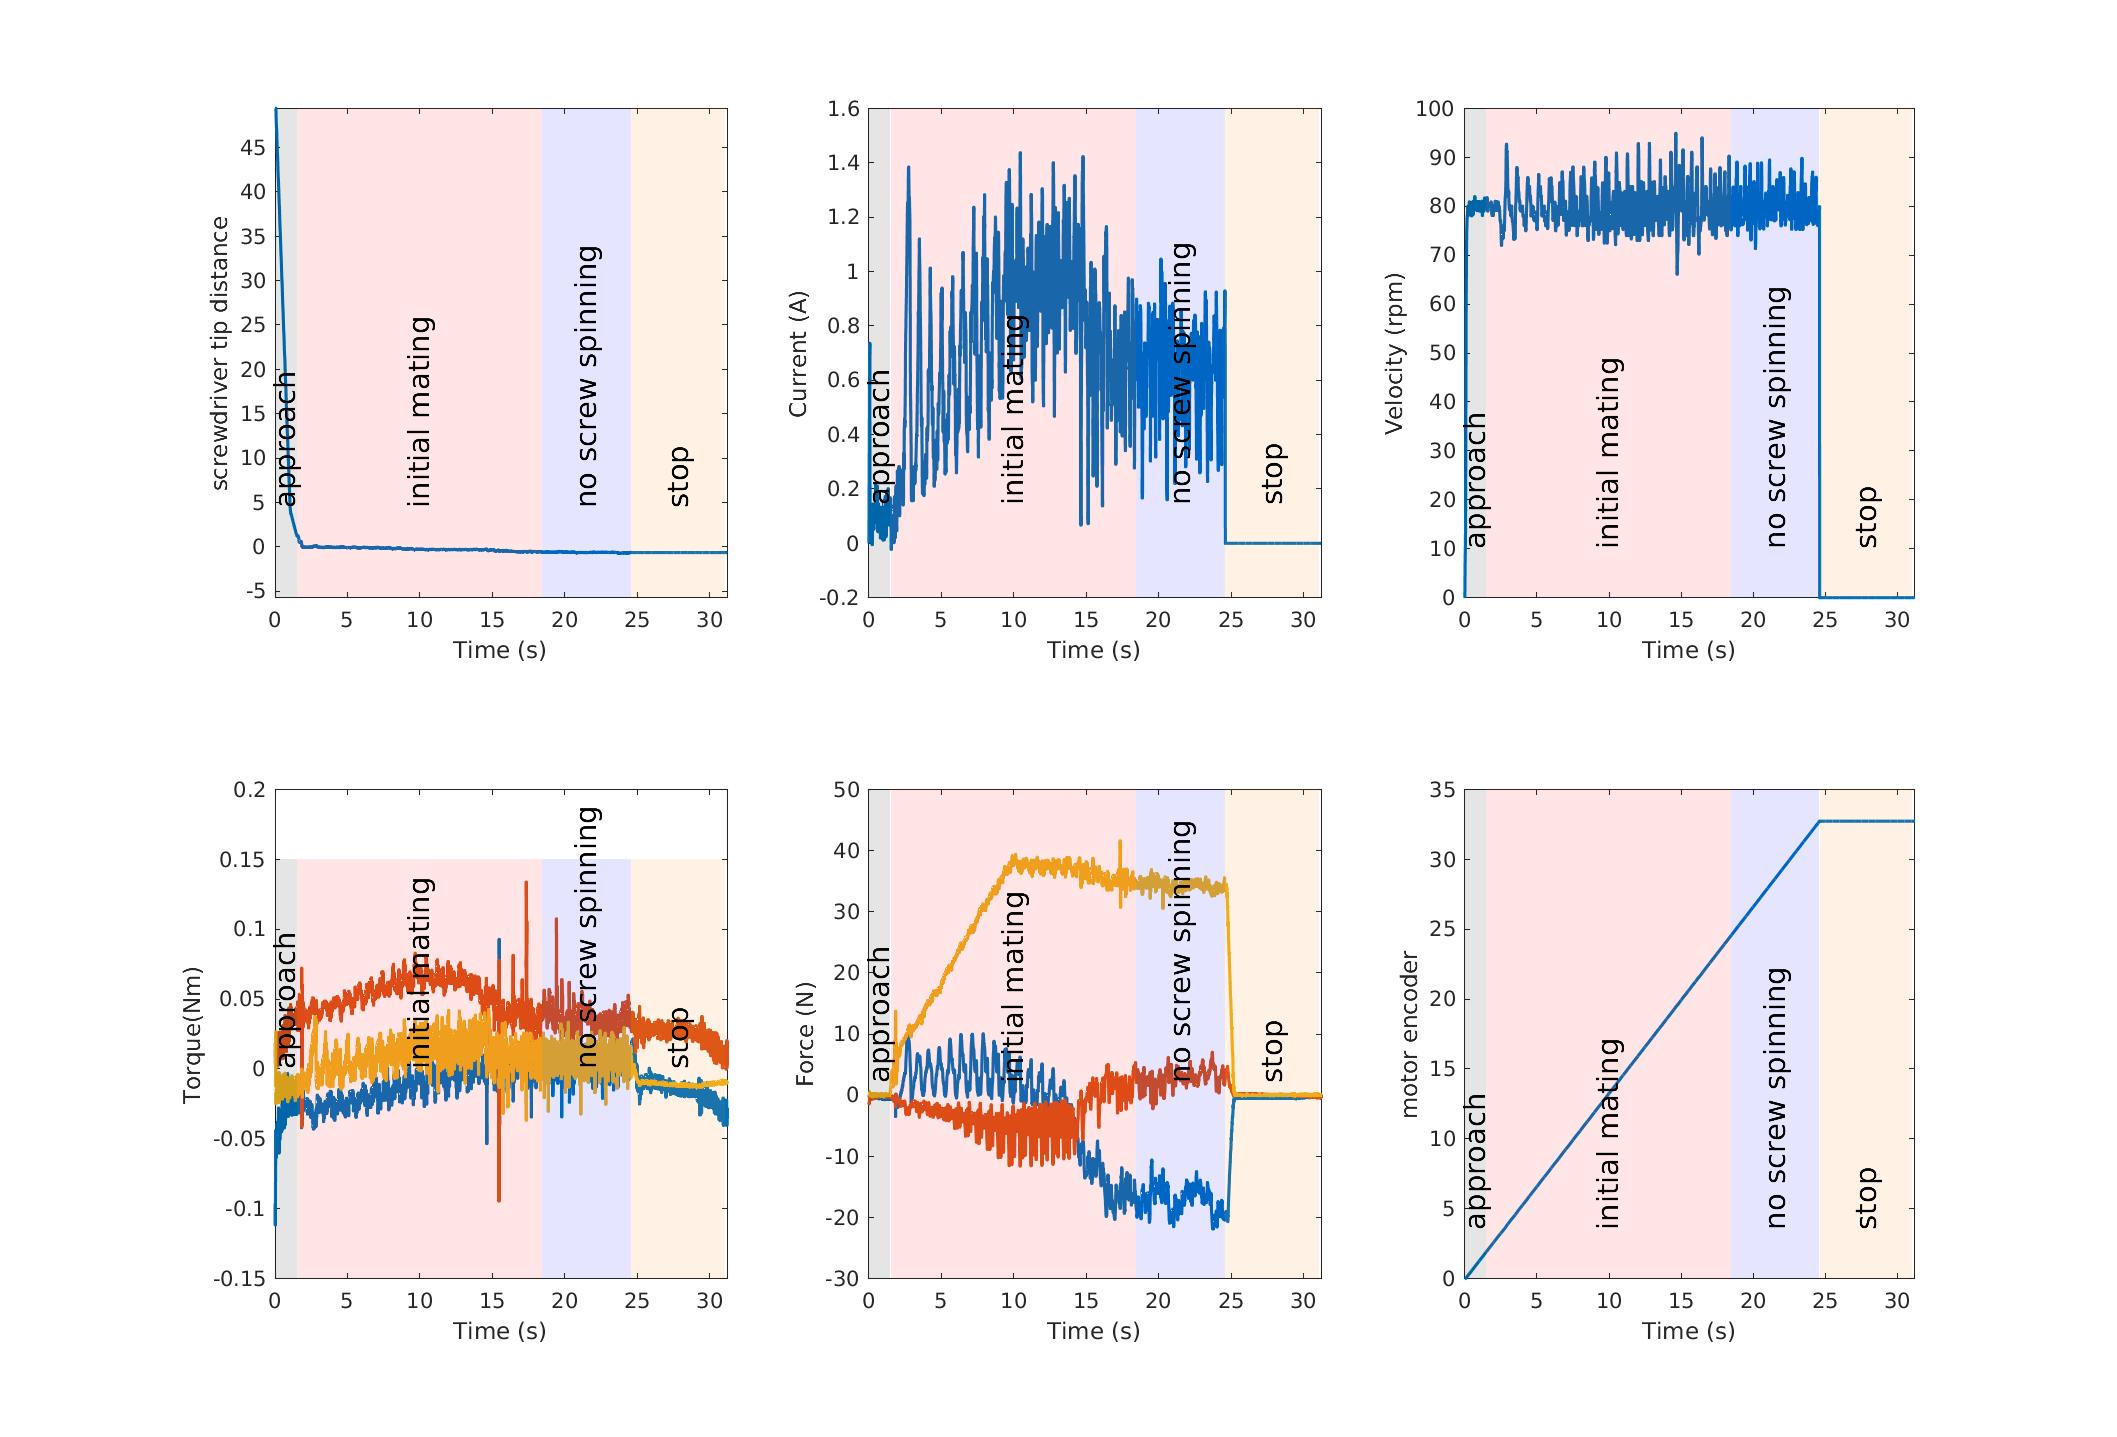 screwdriver tip distance
45
40
35
30
25
20
15
10
5
0
-5
approach
initial mating
no screw spinning
stop
0 5 10 15 20 25 30
Time (s)
Current (A)
1.6
1.4
1.2
1
0.8
0.6
0.4
0.2
0
-0.2
approach
initial mating
no screw spinning
stop
0 5 10 15 20 25 30
Time (s)
Velocity (rpm)
100
90
80
70
60
50
40
30
20
10
0
approach
initial mating
no screw spinning
stop
0 5 10 15 20 25 30
Time (s)
Torque(Nm)
0.2
0.15
0.1
0.05
0
-0.05
-0.1
-0.15
approach
initial mating
no screw spinning
stop
0 5 10 15 20 25 30
Time (s)
Force (N)
50
40
30
20
10
0
-10
-20
-30
approach
initial mating
no screw spinning
stop
0 5 10 15 20 25 30
Time (s)
motor encoder
35
30
25
20
15
10
5
0
approach
initial mating
no screw spinning
stop
0 5 10 15 20 25 30
Time (s)